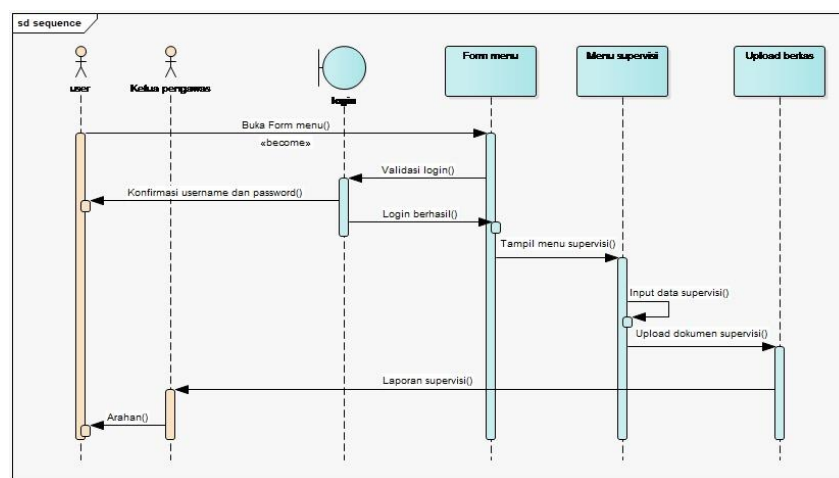 sd sequence
user
Ketua pengawas
login
Form menu
Menu supervisi
Upload berkas
Buka Form menu()
«become»
Validasi login()
Konfirmasi username dan password()
Login berhasil()
Tampil menu supervisi()
Input data supervisi()
Upload dokumen supervisi()
Laporan supervisi()
Arahan()